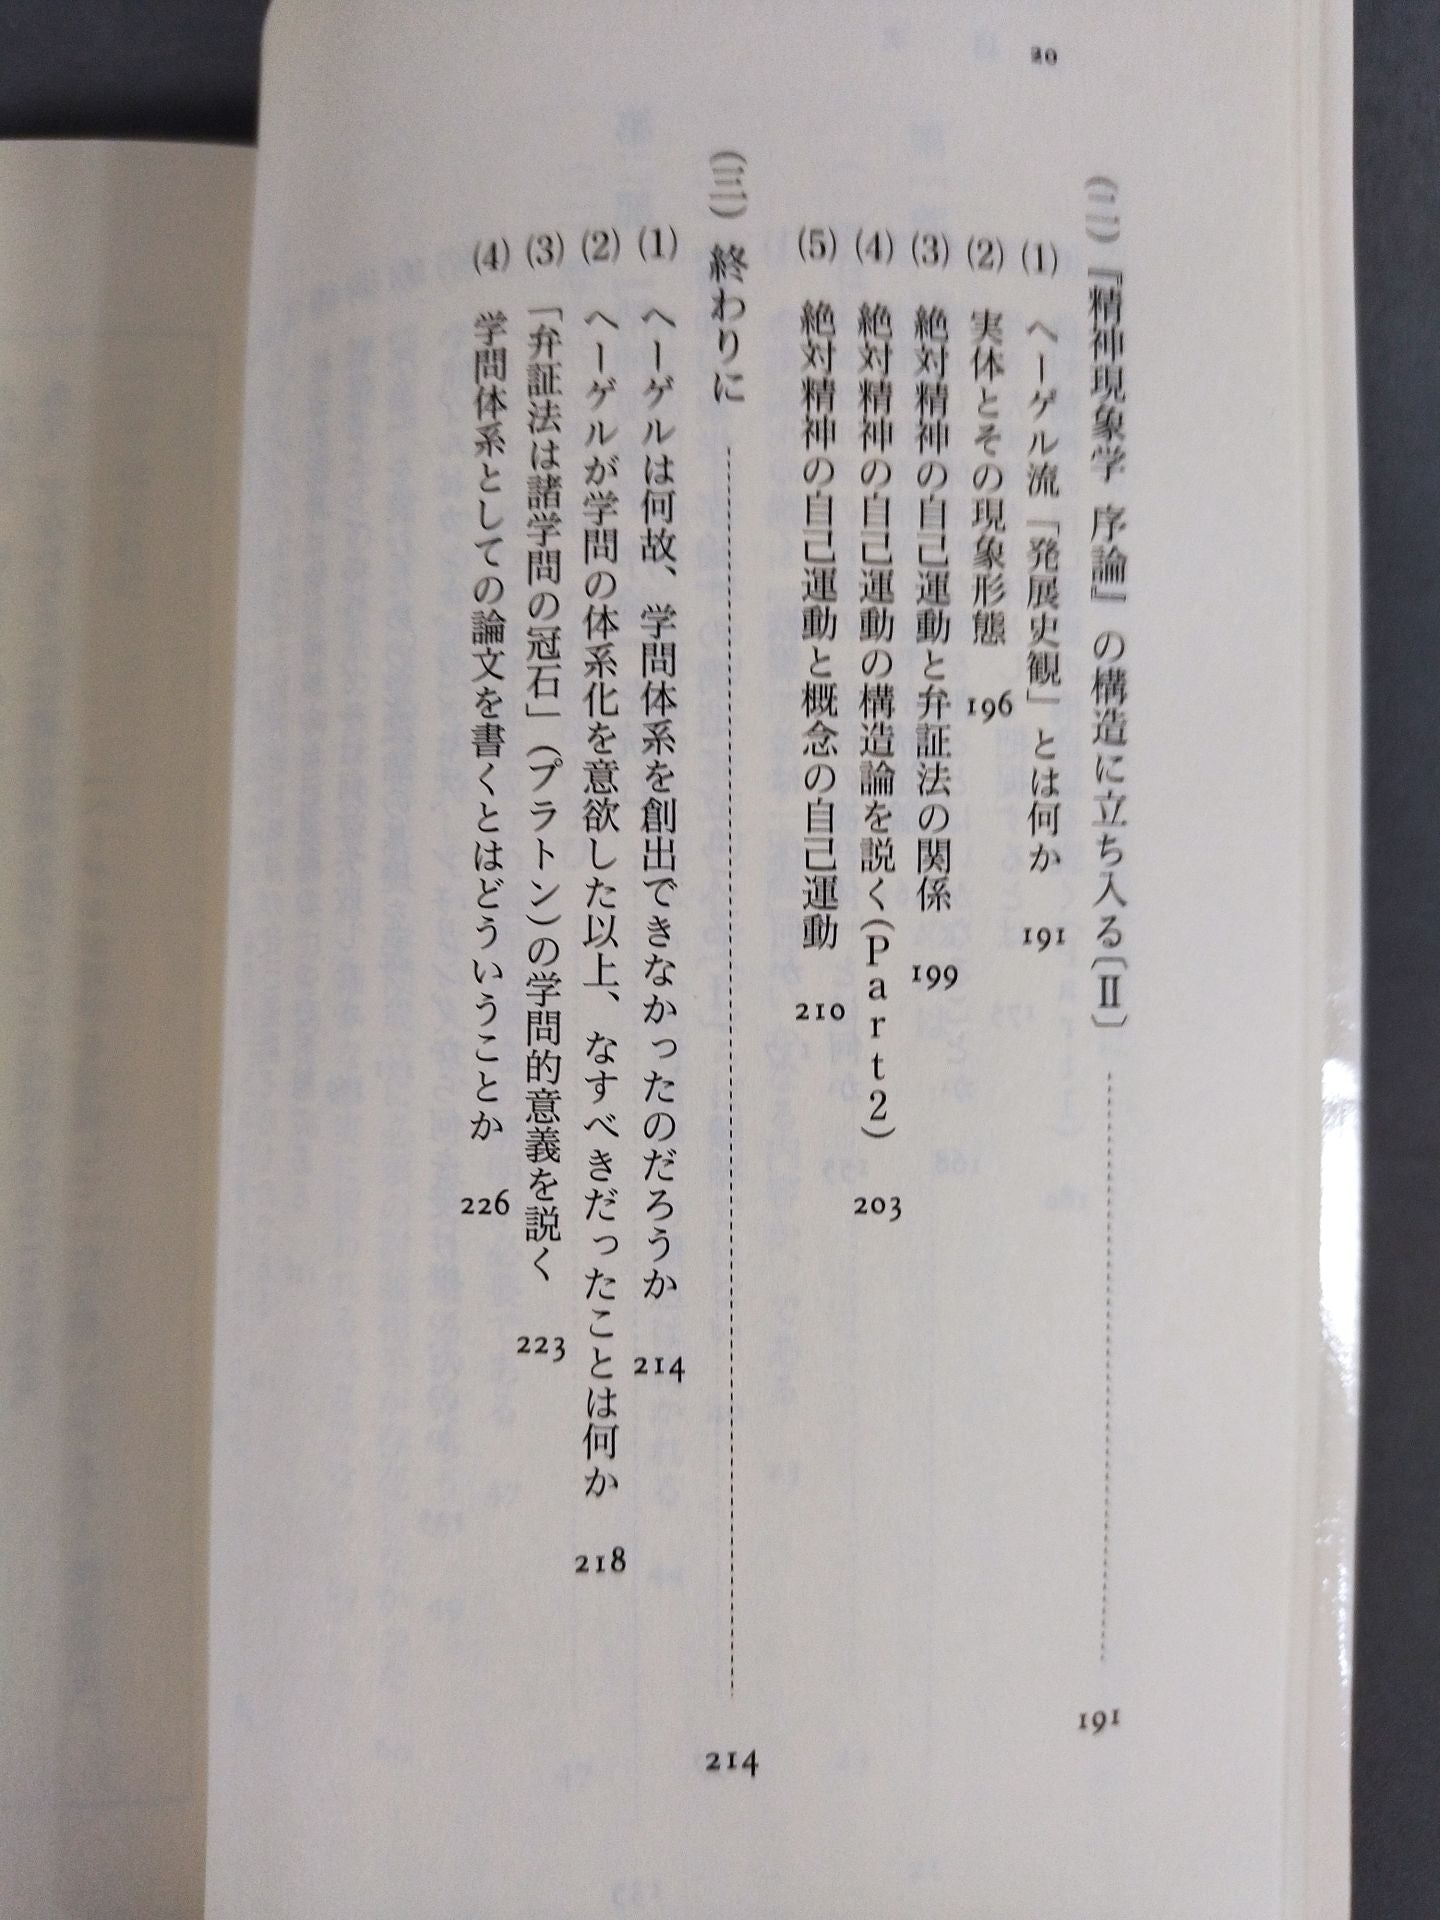 20
(二)『精神現象学 序論』の構造に立ち入る〔Ⅱ〕 191
(1) ヘーゲル流「発展史観」とは何か 191
(2) 実体とその現象形態 196
(3) 絶対精神の自己運動と弁証法の関係 199
(4) 絶対精神の自己運動の構造論を説く(Part2) 203
(5) 絶対精神の自己運動と概念の自己運動 210
(三) 終わりに 214
(1) ヘーゲルは何故、学問体系を創出できなかったのだろうか 214
(2) ヘーゲルが学問の体系化を意欲した以上、なすべきだったことは何か 218
(3) 「弁証法は諸学問の冠石」(プラトン)の学問的意義を説く 223
(4) 学問体系としての論文を書くとはどういうことか 226